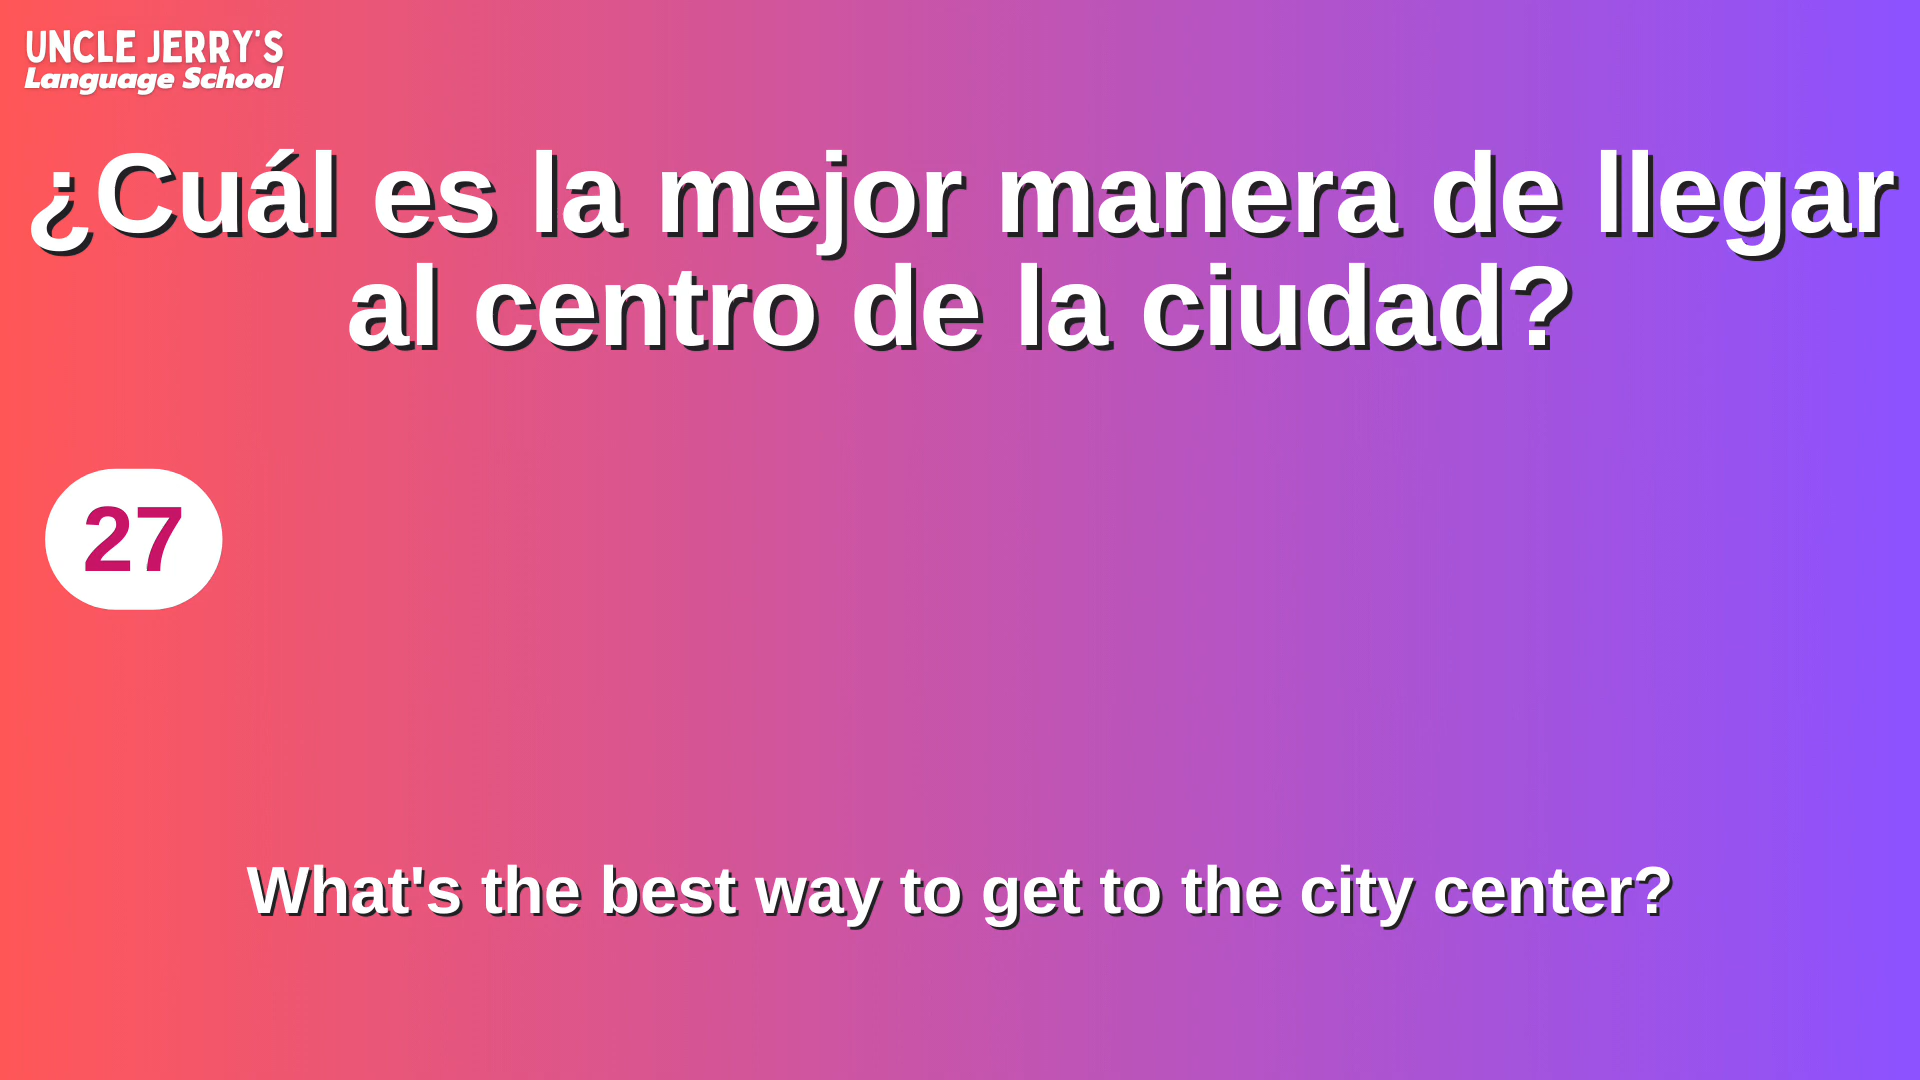 UNCLE JERRY'S
Language School
¿Cuál es la mejor manera de llegar
al centro de la ciudad?
27
What's the best way to get to the city center?